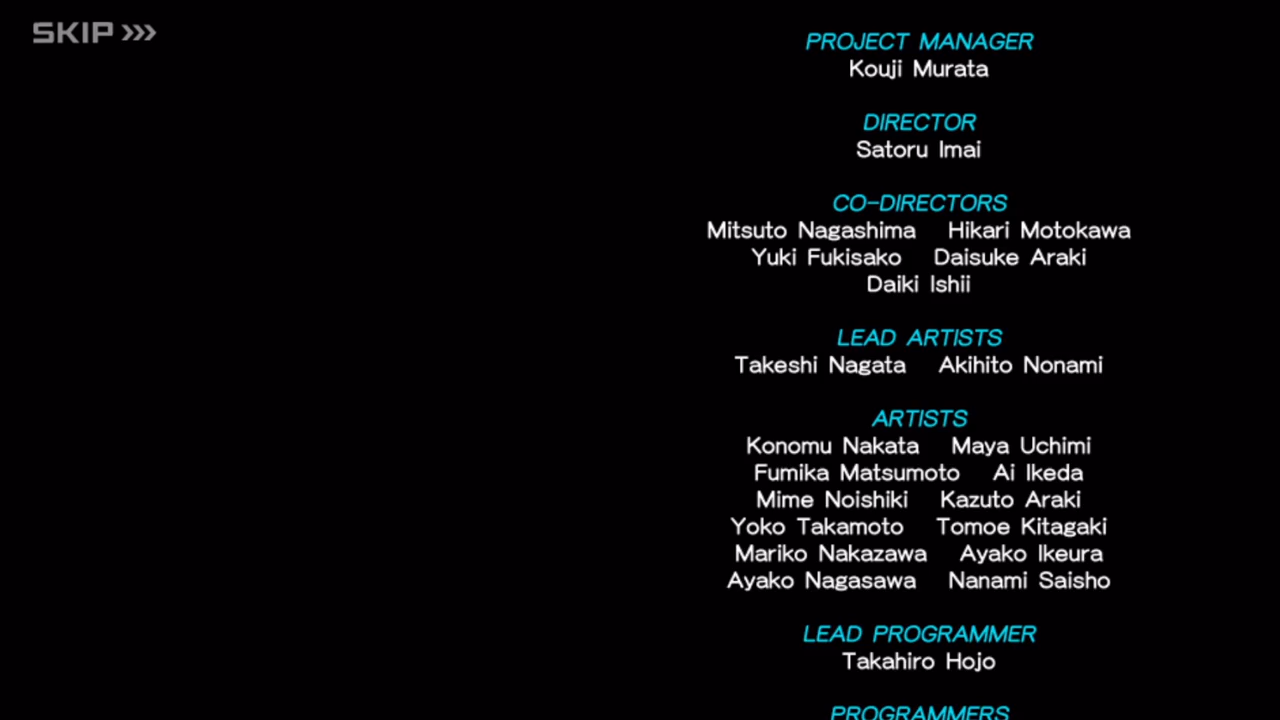 SKIP »»
PROJECT MANAGER
Kouji Murata
DIRECTOR
Satoru Imai
CO-DIRECTORS
Mitsuto Nagashima Hikari Motokawa
Yuki Fukisako Daisuke Araki
Daiki Ishii
LEAD ARTISTS
Takeshi Nagata Akihito Nonami
ARTISTS
Konomu Nakata Maya Uchimi
Fumika Matsumoto Ai Ikeda
Mime Noishiki Kazuto Araki
Yoko Takamoto Tomoe Kitagaki
Mariko Nakazawa Ayako Ikeura
Ayako Nagasawa Nanami Saisho
LEAD PROGRAMMER
Takahiro Hojo
PROGRAMMERS